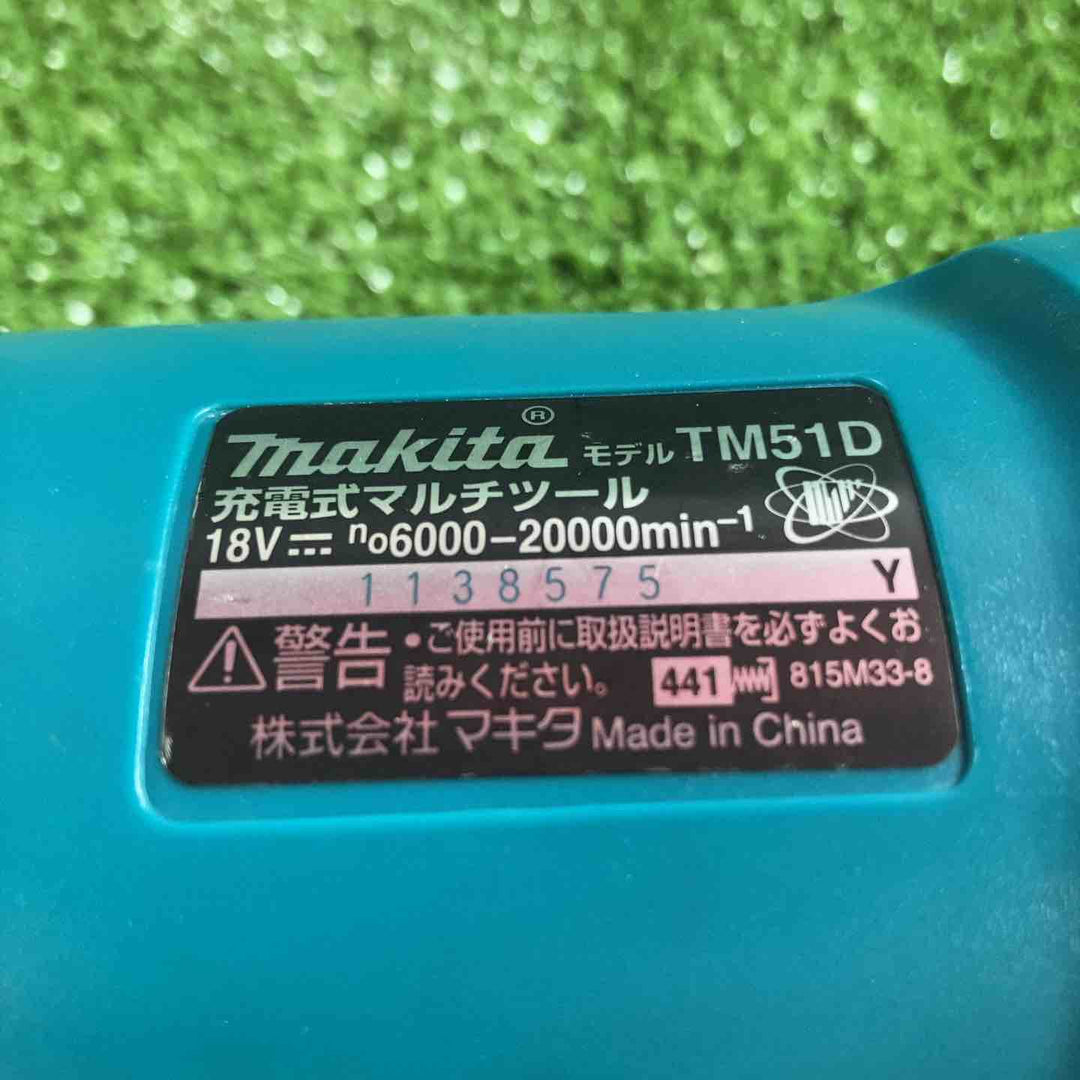 makita® モデル TM51D
充電式マルチツール
18V⎓ no6000-20000min-1
1138575 Y
警告 •ご使用前に取扱説明書を必ずよくお
読みください。 441 815M33-8
株式会社マキタ Made in China